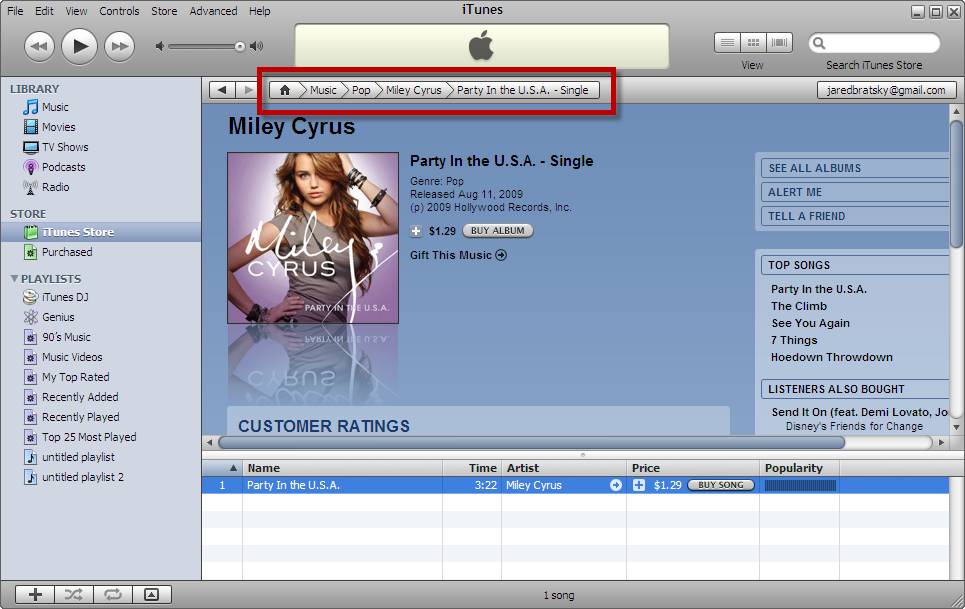 iTunes
File Edit View Controls Store Advanced Help
View
Search iTunes Store
Music Pop Miley Cyrus Party In the U.S.A. - Single
jaredbratsky@gmail.com
LIBRARY
Music
Movies
TV Shows
Podcasts
Radio
STORE
iTunes Store
Purchased
PLAYLISTS
iTunes DJ
Genius
90's Music
Music Videos
My Top Rated
Recently Added
Recently Played
Top 25 Most Played
untitled playlist
untitled playlist 2
Miley Cyrus
Miley
CYRUS
PARTY IN THE U.S.A.
Party In the U.S.A. - Single
Genre: Pop
Released Aug 11, 2009
(p) 2009 Hollywood Records, Inc.
$1.29 BUY ALBUM
Gift This Music
SEE ALL ALBUMS
ALERT ME
TELL A FRIEND
TOP SONGS
Party In the U.S.A.
The Climb
See You Again
7 Things
Hoedown Throwdown
LISTENERS ALSO BOUGHT
Send It On (feat. Demi Lovato, Jo
Disney's Friends for Change
CUSTOMER RATINGS
Name Time Artist Price Popularity
1 Party In the U.S.A. 3:22 Miley Cyrus $1.29 BUY SONG
1 song